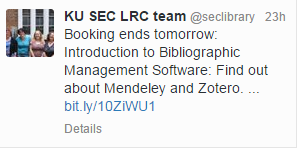 KU SEC LRC team @seclibrary 23h
Booking ends tomorrow:
Introduction to Bibliographic
Management Software: Find out
about Mendeley and Zotero. ...
bit.ly/10ZiWU1
Details